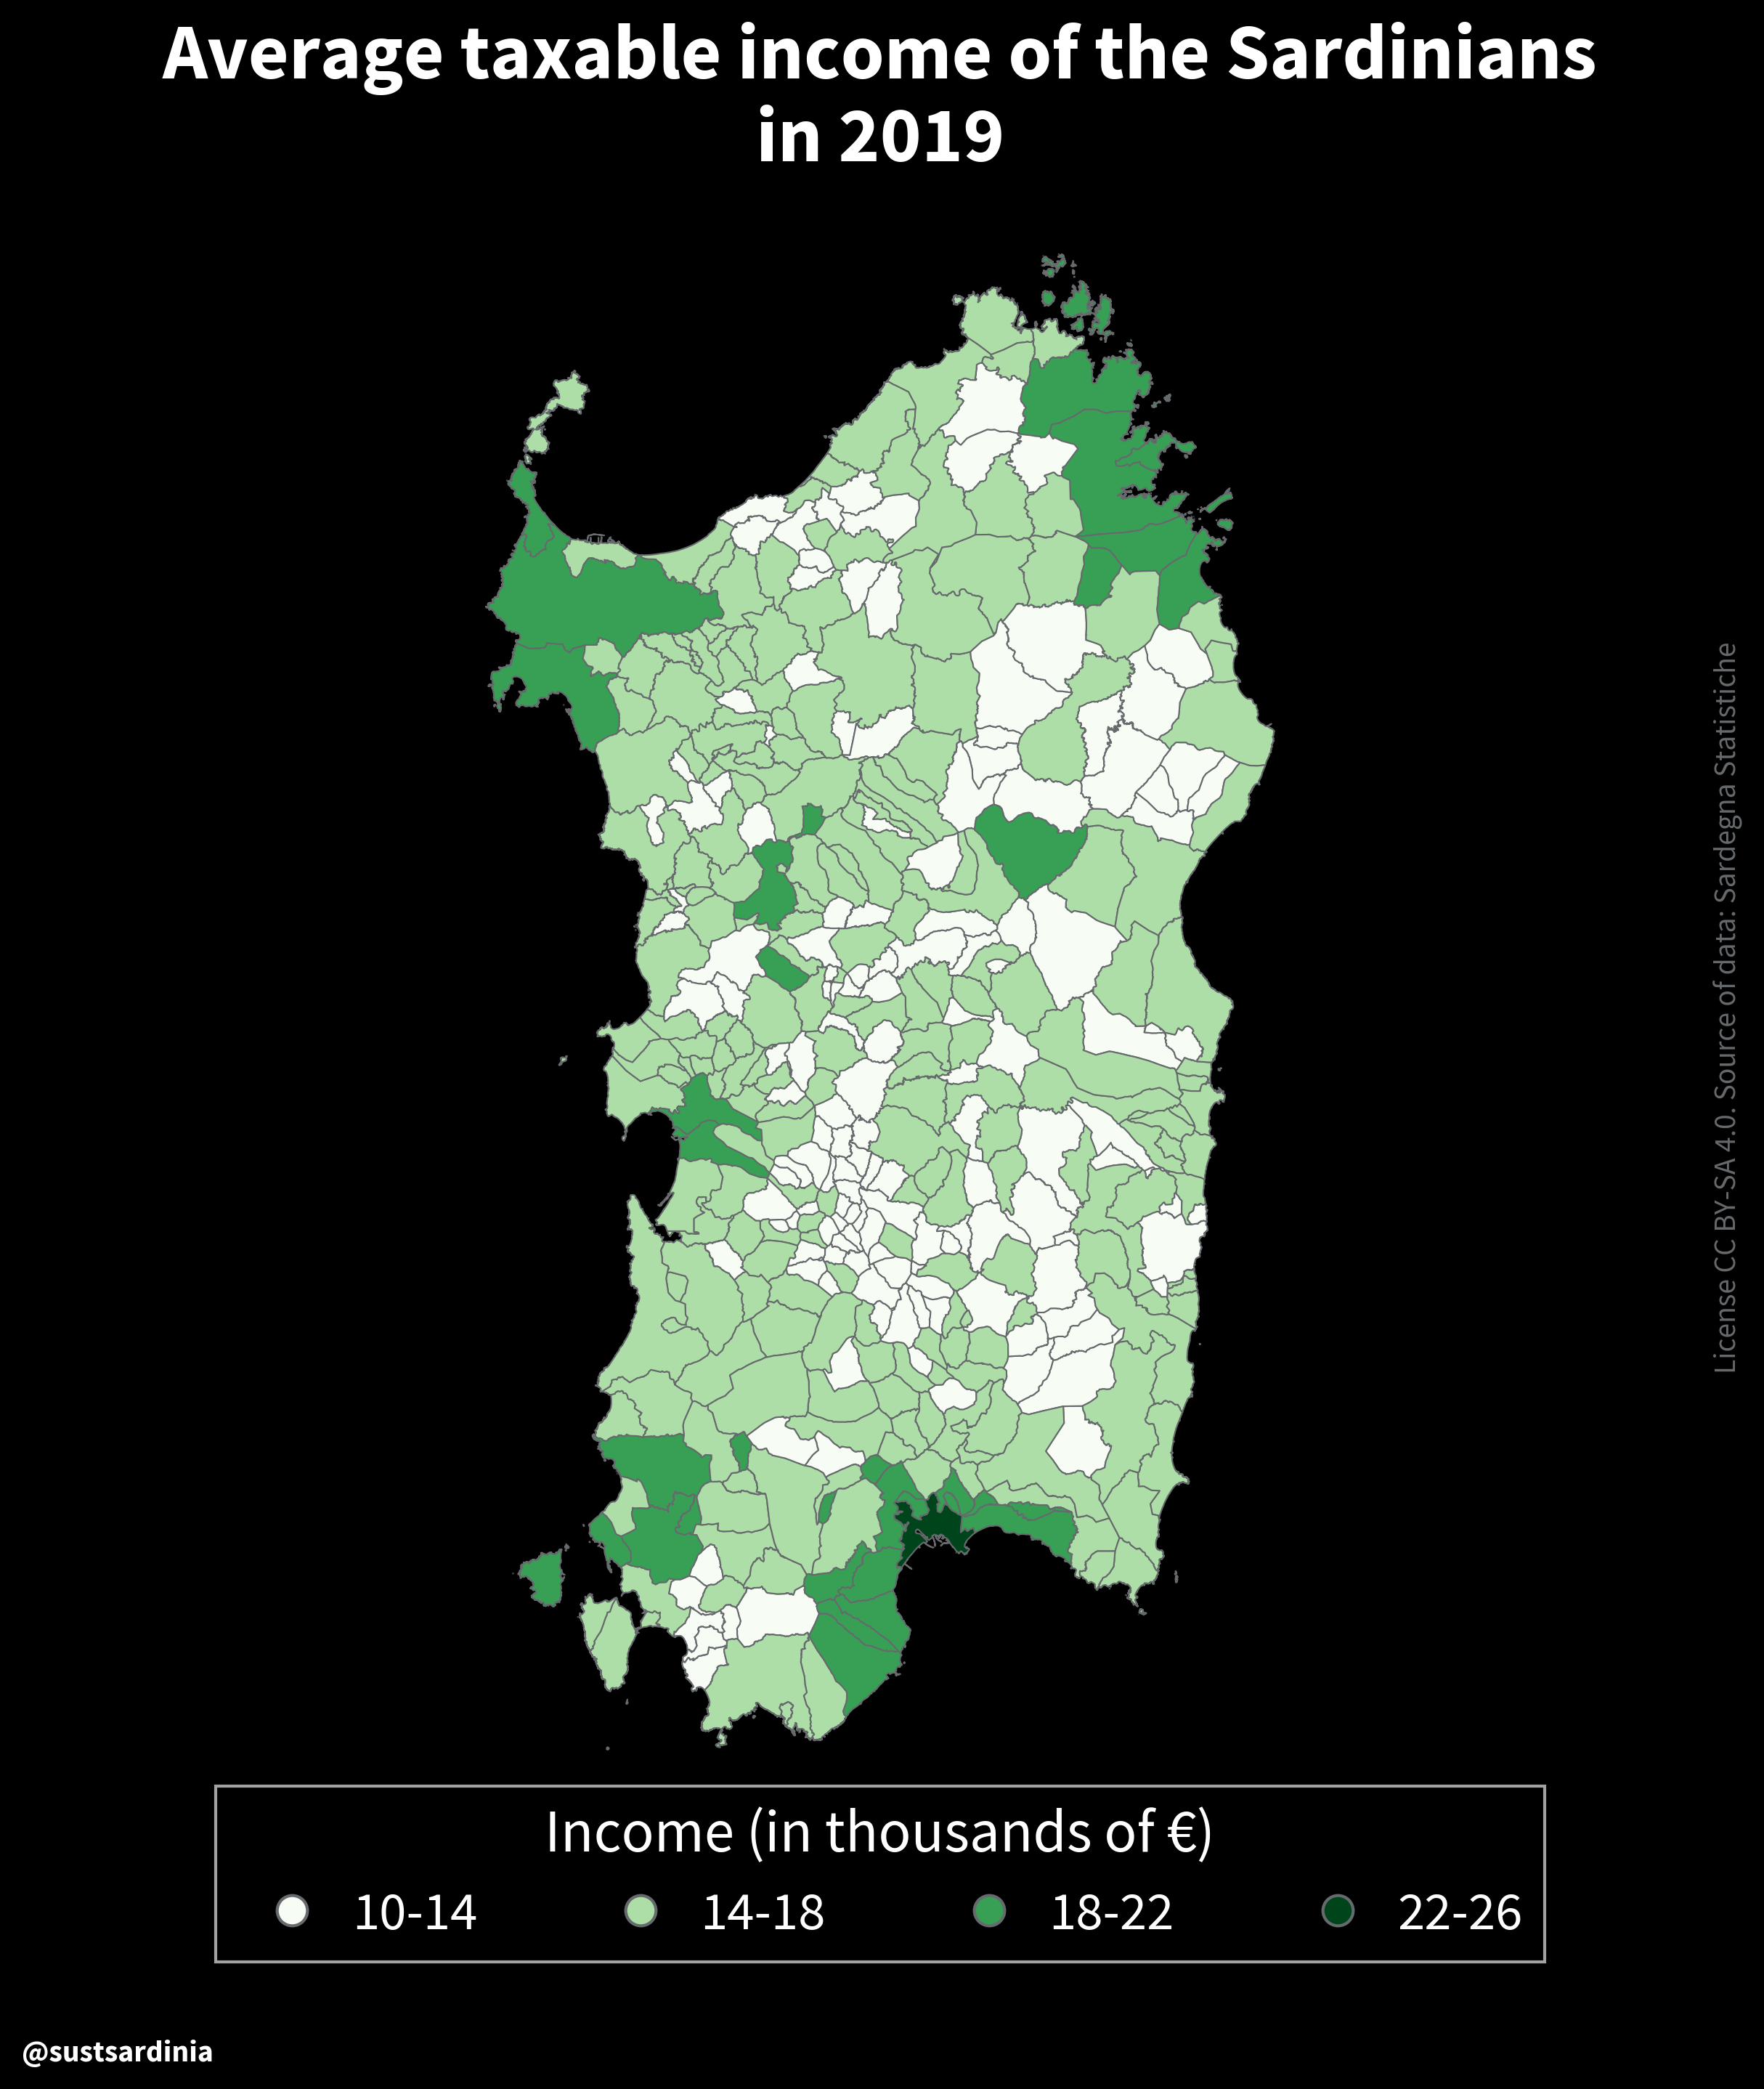 Average taxable income of the Sardinians
in 2019
License CC BY-SA 4.0. Source of data: Sardegna Statistiche
Income (in thousands of €)
10-14
14-18
18-22
22-26
@sustsardinia